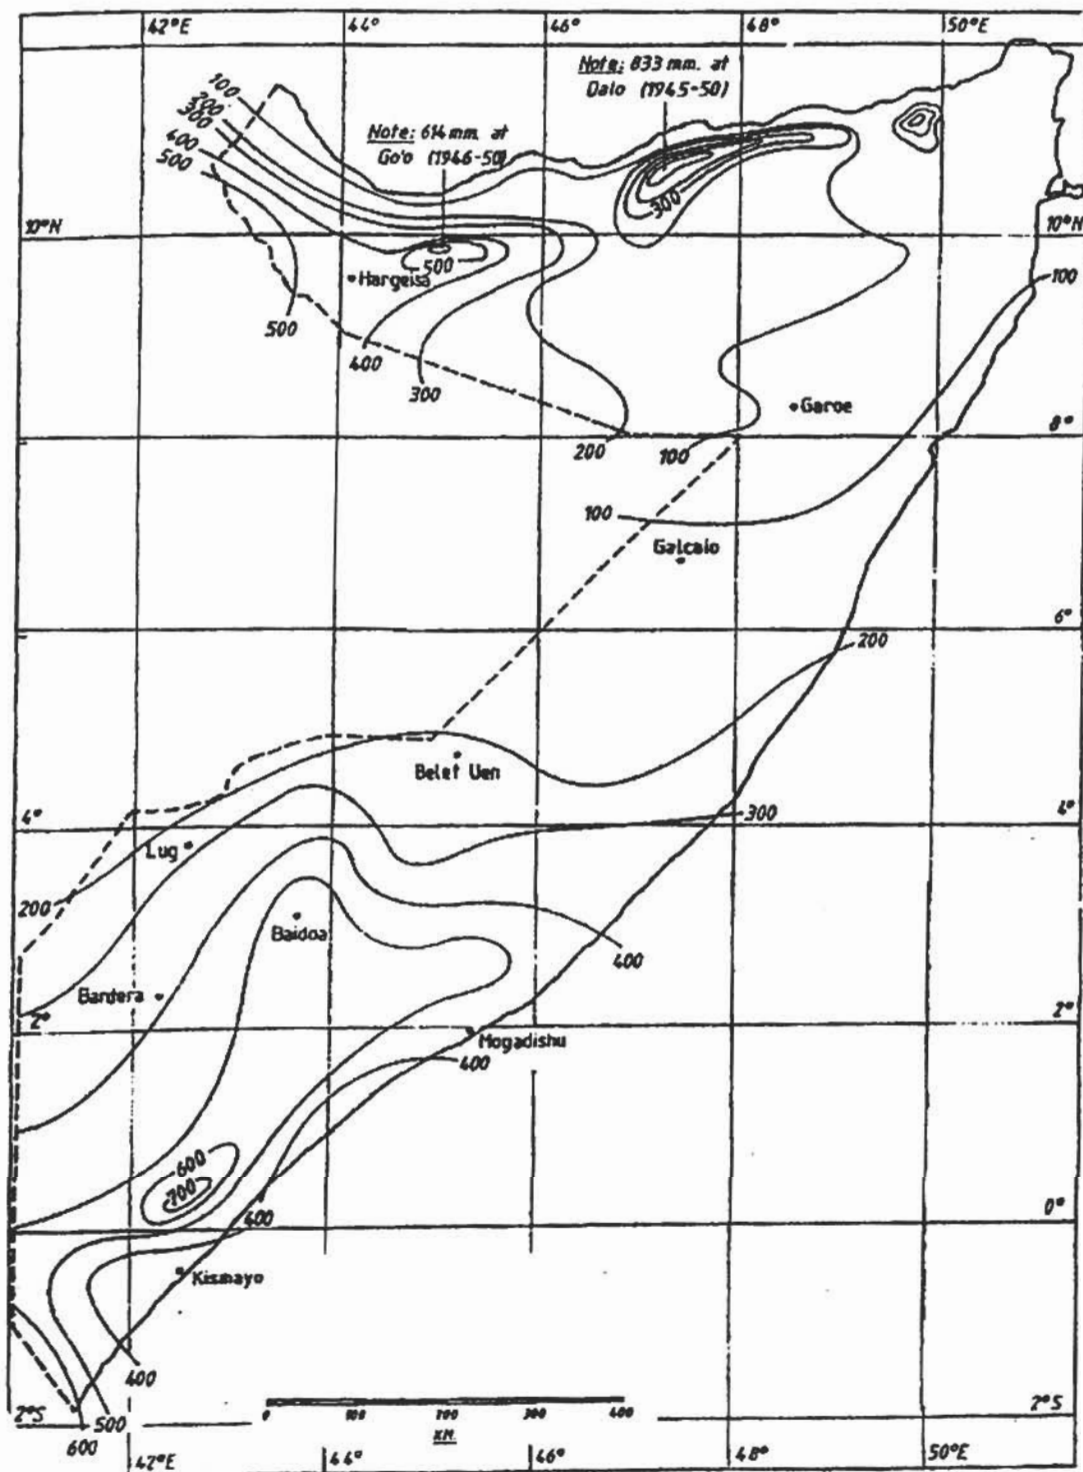 42°E 44° 46° 48° 50°E
Note: 833 mm. at
Dalo (1945-50)
100
200
300
400
500
Note: 614 mm. at
Go'o (1946-50)
300
10°N
10°N
500
Hargeisa
100
500
400
300
Garoe
200
100
8°
100
Galcaio
6°
200
Belet Uen
300
4°
4°
Lug
200
Baidoa
400
Bardera
2°
2°
Mogadishu
400
600
700
400
0°
Kismayo
400
2°S
500
600
0 100 200 300 400
KM.
2°S
42°E 44° 46° 48° 50°E